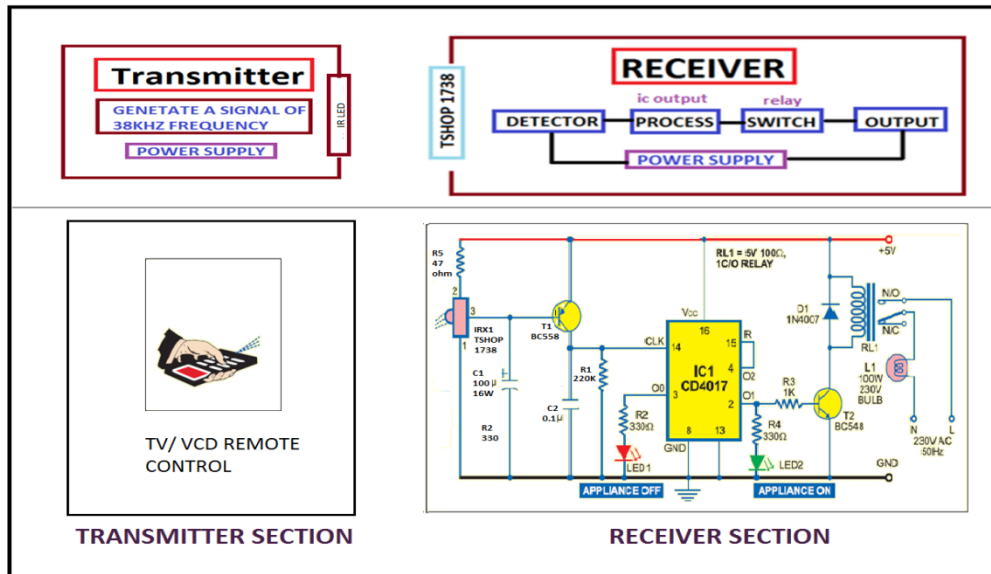 Transmitter
GENETATE A SIGNAL OF
38KHZ FREQUENCY
POWER SUPPLY
IR LED
TSHOP 1738
RECEIVER
ic output
relay
DETECTOR
PROCESS
SWITCH
OUTPUT
POWER SUPPLY
TV/ VCD REMOTE
CONTROL
TRANSMITTER SECTION
R5
47
ohm
2
3
1
IRX1
TSHOP
1738
C1
100µ
16W
R2
330
T1
BC558
R1
220K
C2
0.1µ
CLK
14
Vcc
16
IC1
CD4017
15
R
4
O2
O0
3
2
O1
8
13
GND
R2
330Ω
LED1
APPLIANCE OFF
R3
1K
R4
330Ω
LED2
APPLIANCE ON
RL1 = 5V 100Ω,
1C/O RELAY
+5V
D1
1N4007
N/O
N/C
RL1
T2
BC548
L1
100W
230V
BULB
N
L
230V AC
50Hz
GND
RECEIVER SECTION